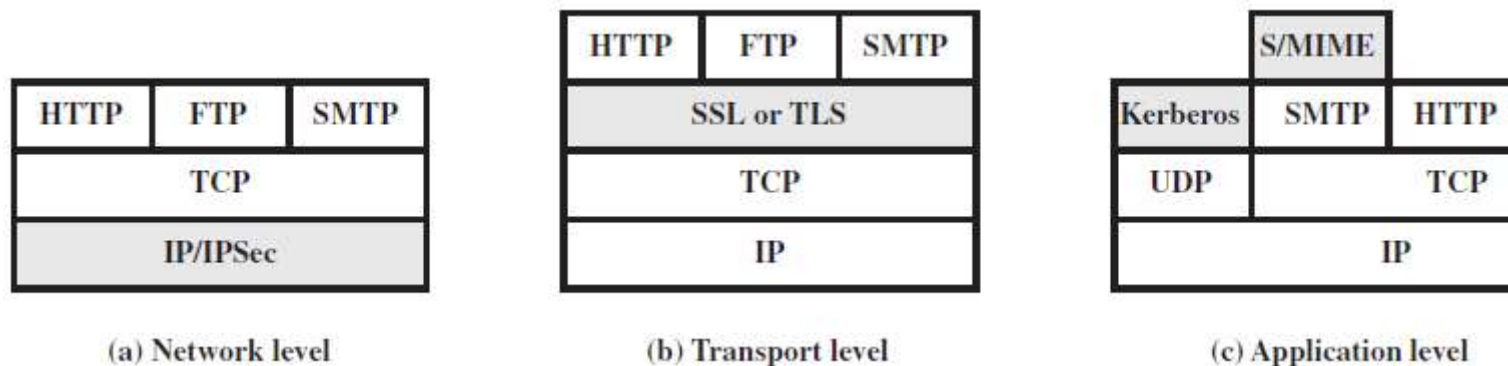 HTTP FTP SMTP
TCP
IP/IPSec
(a) Network level
HTTP FTP SMTP
SSL or TLS
TCP
IP
(b) Transport level
S/MIME
Kerberos SMTP HTTP
UDP TCP
IP
(c) Application level